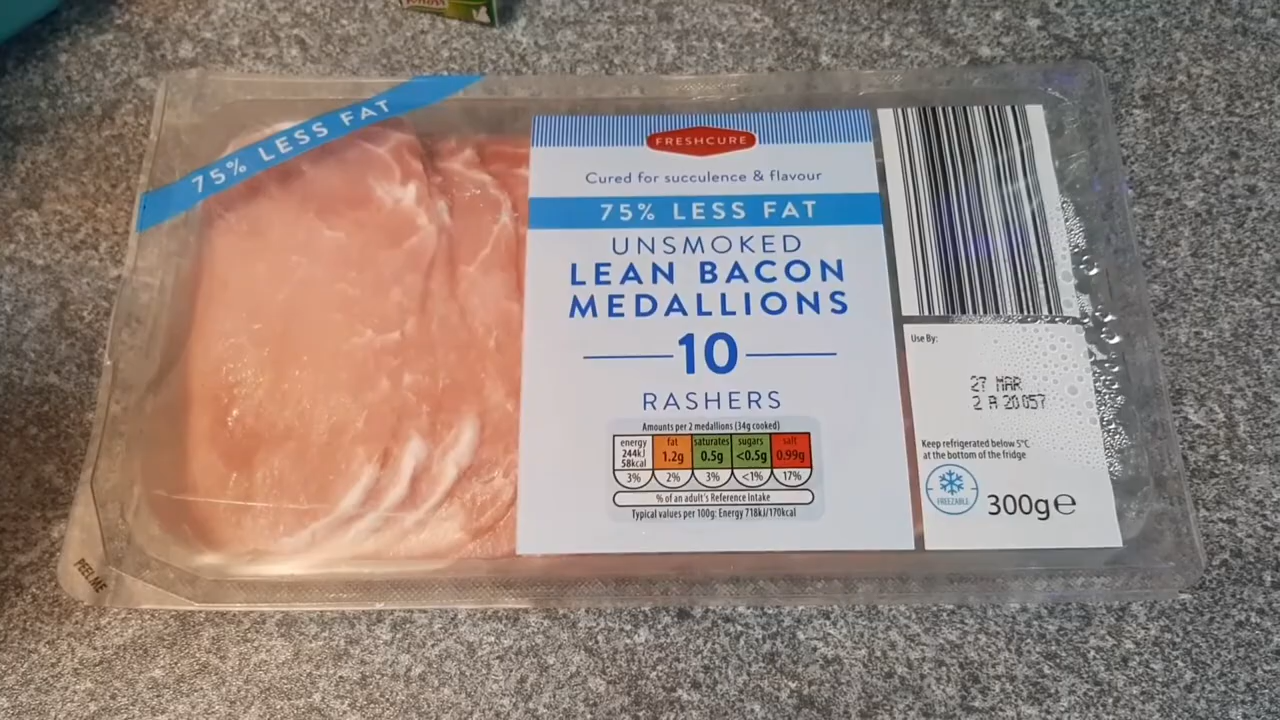 75% LESS FAT
FRESHCURE
Cured for succulence & flavour
75% LESS FAT
UNSMOKED
LEAN BACON
MEDALLIONS
10
RASHERS
Amounts per 2 medallions (34g cooked)
energy 244kJ 58kcal 3%
fat 1.2g 2%
saturates 0.5g 3%
sugars <0.5g <1%
salt 0.99g 17%
% of an adult's Reference Intake
Typical values per 100g: Energy 718kJ/170kcal
Use By:
27 MAR
2 A 20057
Keep refrigerated below 5°C
at the bottom of the fridge
FREEZABLE
300g e
PEEL ME